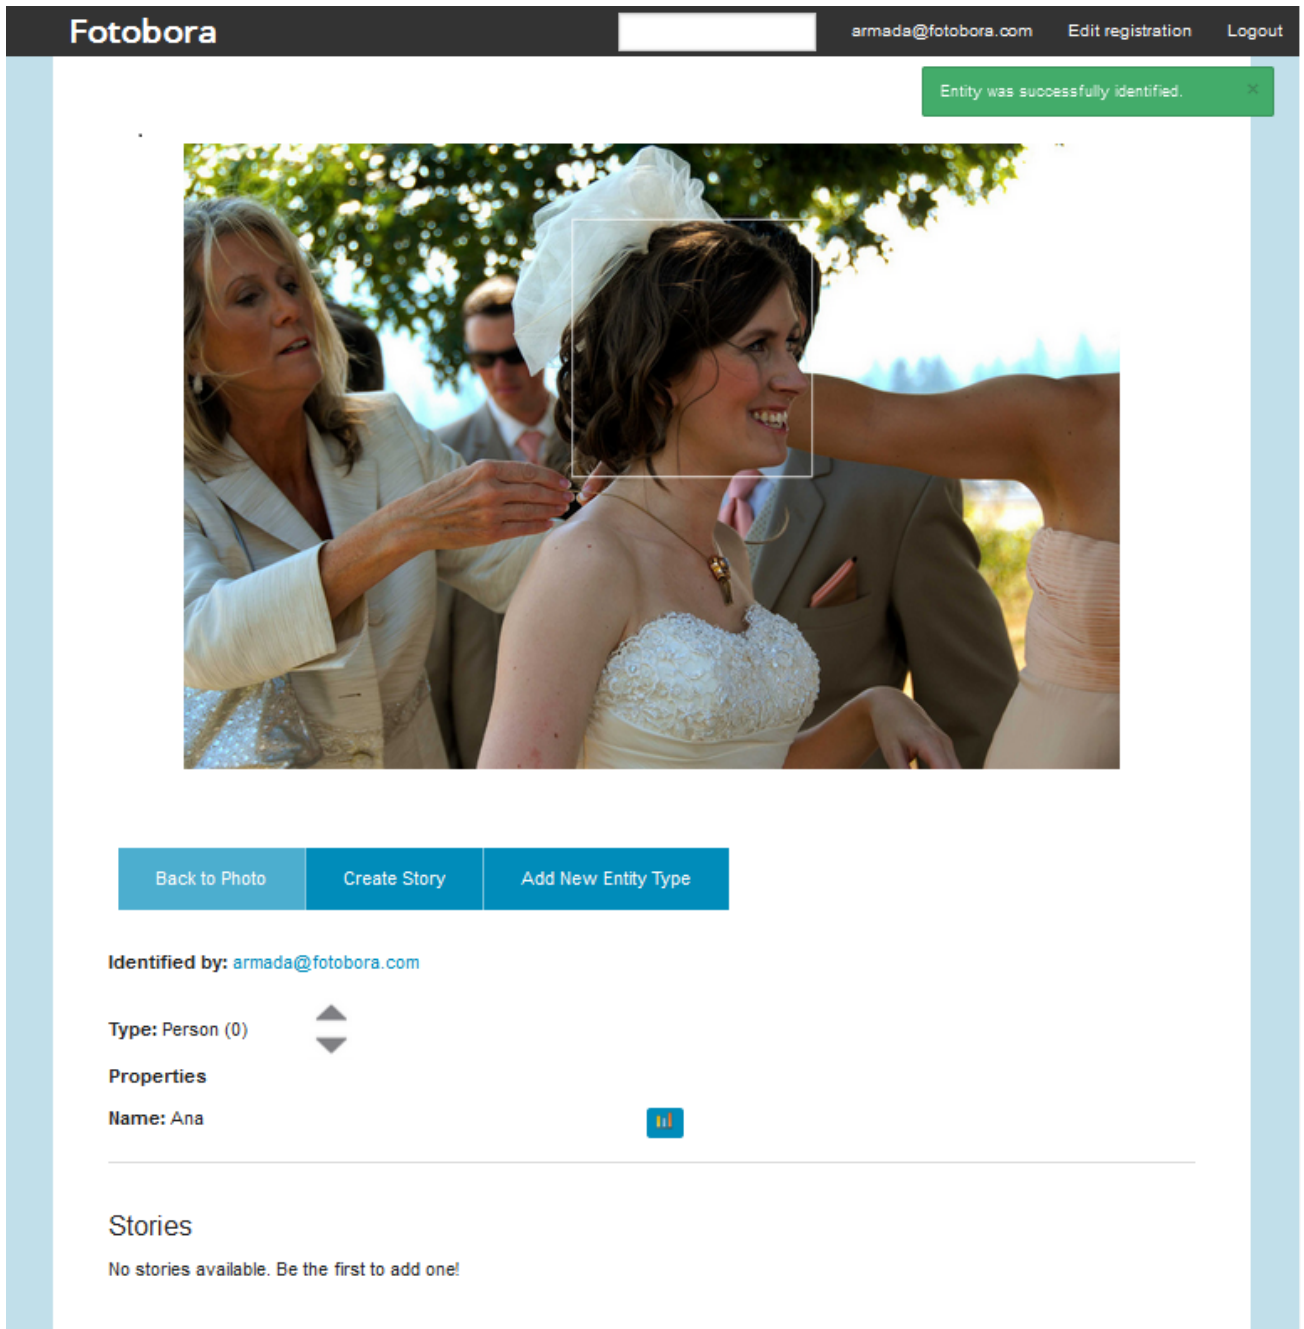 Fotobora
armada@fotobora.com Edit registration Logout
Entity was successfully identified. ×
Back to Photo Create Story Add New Entity Type
Identified by: armada@fotobora.com
Type: Person (0)
Properties
Name: Ana
Stories
No stories available. Be the first to add one!